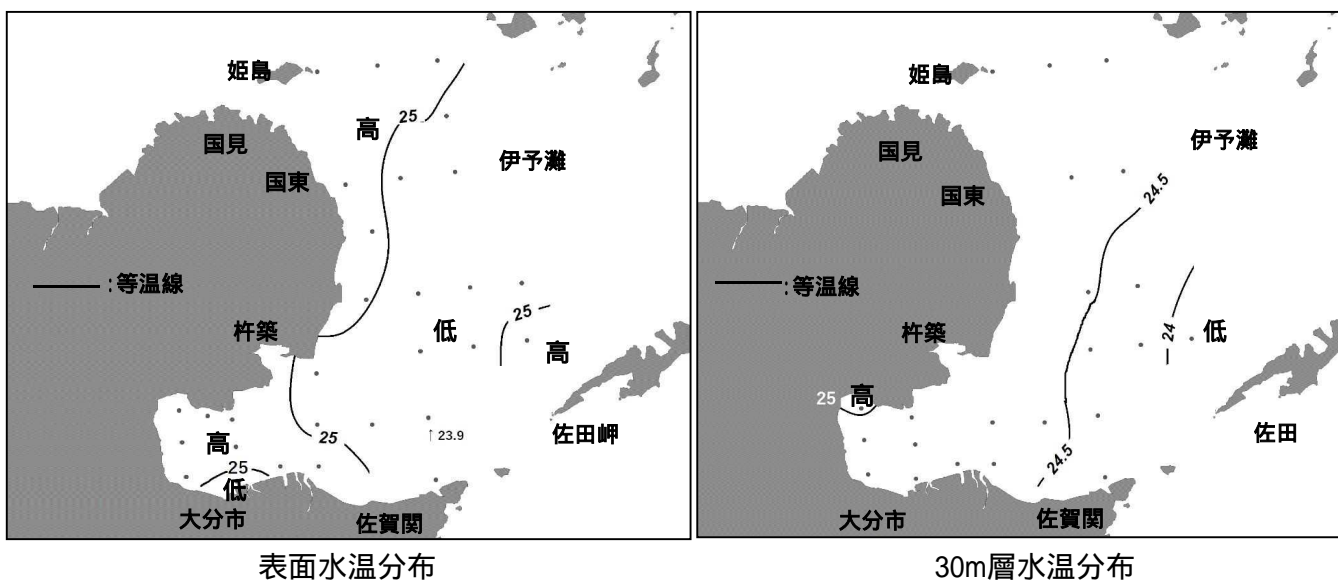 姫島
高
25
国見
国東
伊予灘
:等温線
杵築
低
25
高
高
25
↑23.9
佐田岬
25
低
大分市
佐賀関
表面水温分布
姫島
伊予灘
国見
国東
24.5
:等温線
杵築
24
低
25
高
24.5
佐田
大分市
佐賀関
30m層水温分布